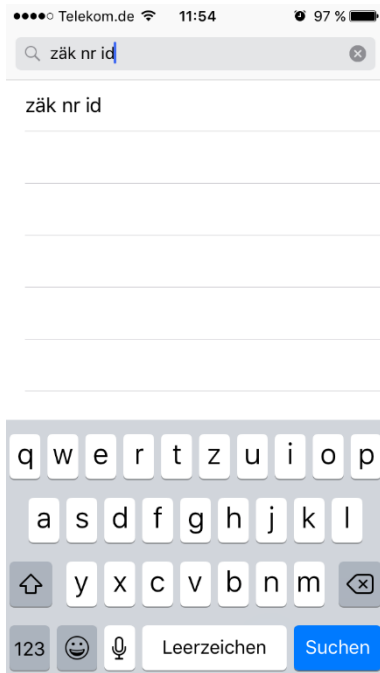 Telekom.de 11:54 97 %
zäk nr id
zäk nr id
q w e r t z u i o p
a s d f g h j k l
y x c v b n m
123 Leerzeichen Suchen